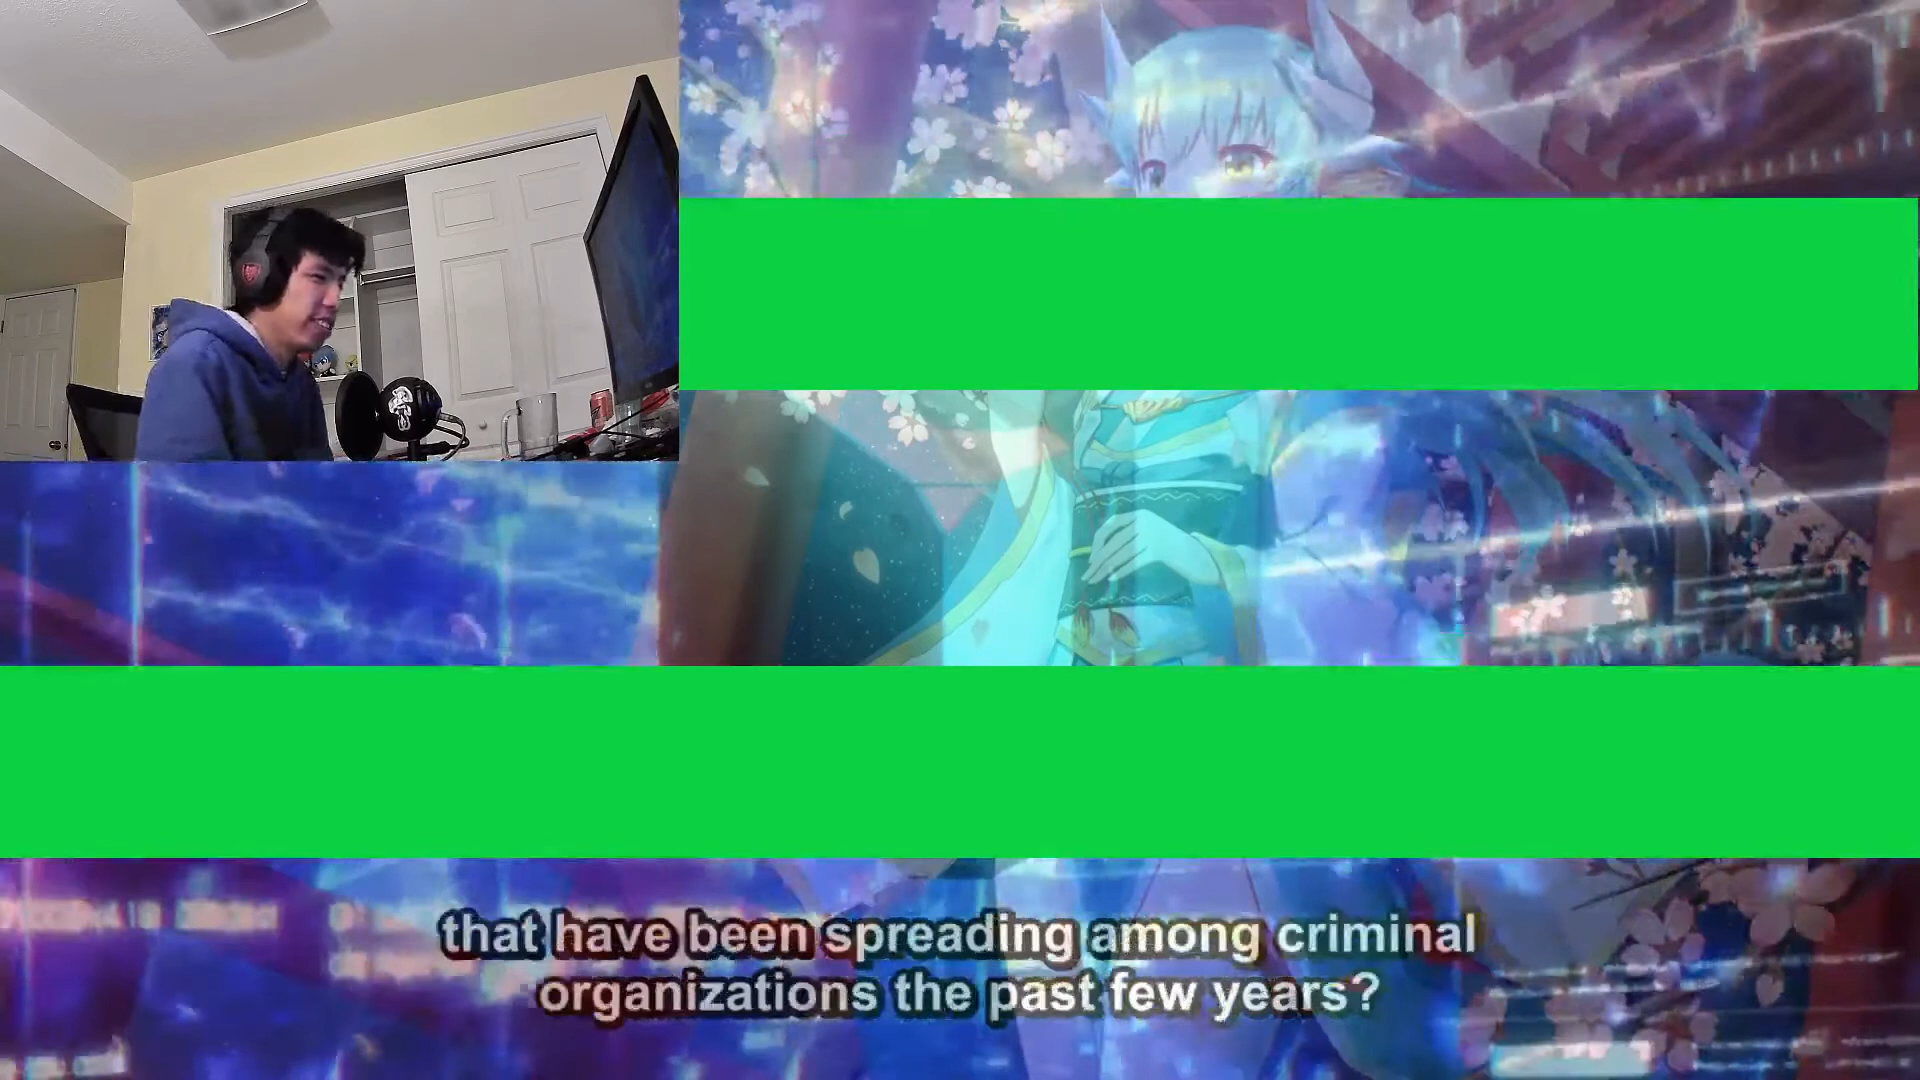 that have been spreading among criminal
organizations the past few years?